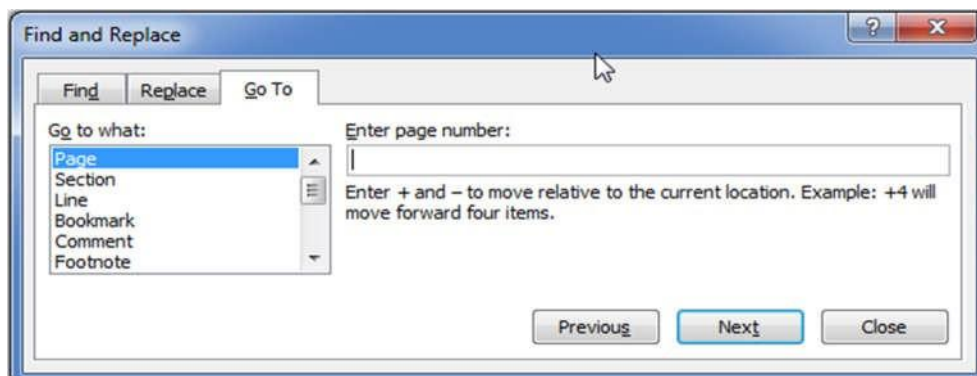 Find and Replace
Find Replace Go To
Go to what:
Page
Section
Line
Bookmark
Comment
Footnote
Enter page number:
Enter + and – to move relative to the current location. Example: +4 will
move forward four items.
Previous Next Close